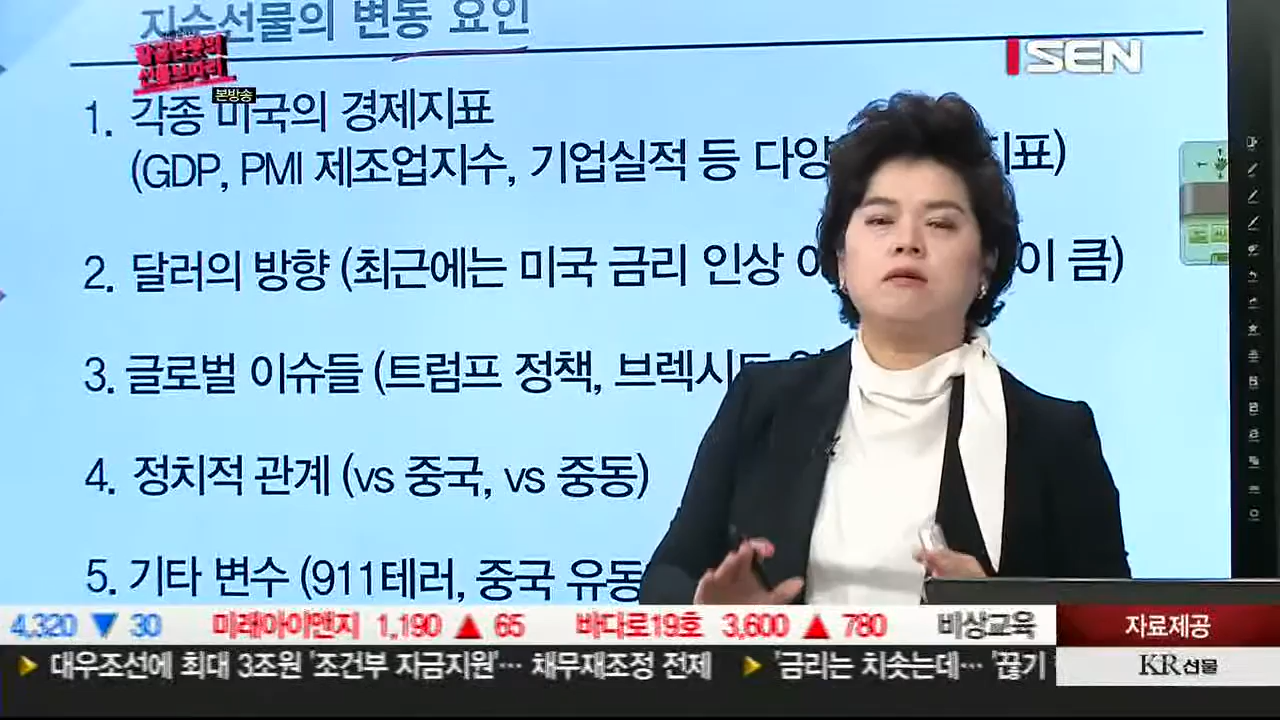 지수선물의 변동 요인
본방송
SEN
1. 각종 미국의 경제지표
(GDP, PMI 제조업지수, 기업실적 등 다양 지표)
2. 달러의 방향 (최근에는 미국 금리 인상 이 큼)
3. 글로벌 이슈들 (트럼프 정책, 브렉시트
4. 정치적 관계 (vs 중국, vs 중동)
5. 기타 변수 (911테러, 중국 유동
4,320 ▼ 30 미래아이앤지 1,190 ▲ 65 바다로19호 3,600 ▲ 780 비상교육
자료제공
▶ 대우조선에 최대 3조원 '조건부 자금지원'… 채무재조정 전제 ▶ '금리는 치솟는데… '끊기
KR선물